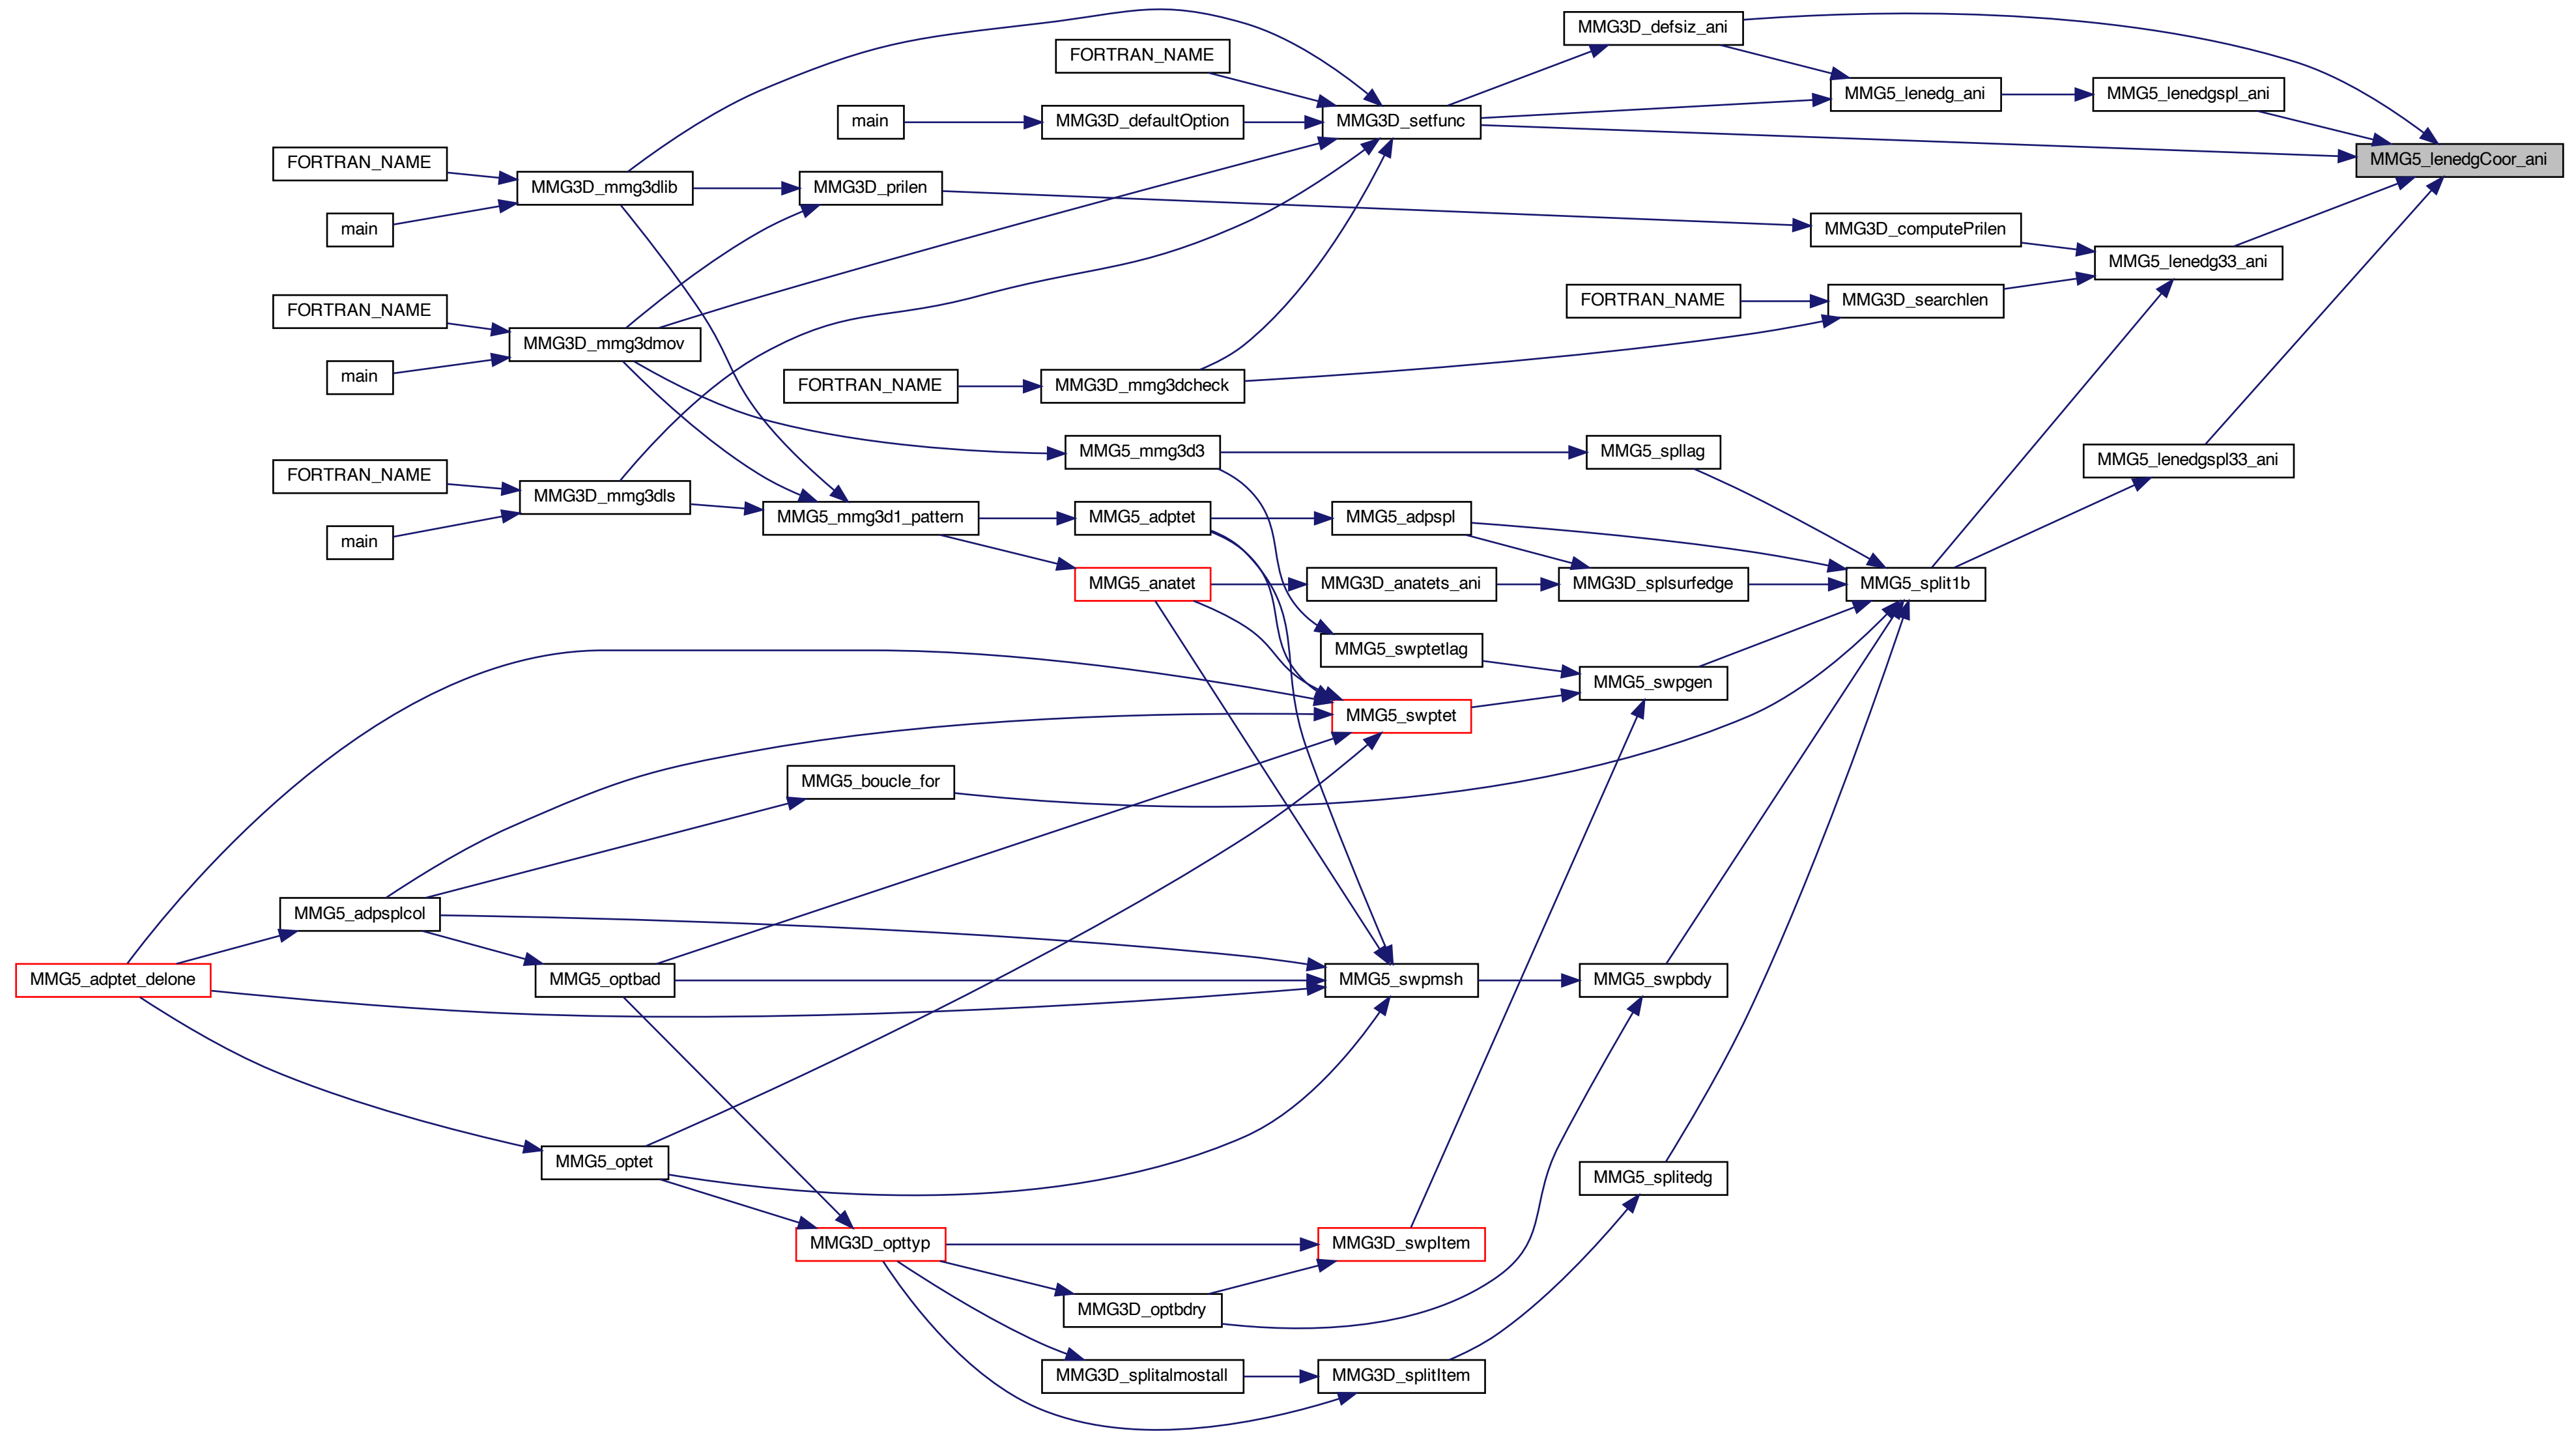 MMG3D_defsiz_ani
FORTRAN_NAME
MMG5_lenedg_ani
MMG5_lenedgspl_ani
main
MMG3D_defaultOption
MMG3D_setfunc
MMG5_lenedgCoor_ani
FORTRAN_NAME
MMG3D_mmg3dlib
MMG3D_prilen
main
MMG3D_computePrilen
MMG5_lenedg33_ani
FORTRAN_NAME
MMG3D_searchlen
FORTRAN_NAME
MMG3D_mmg3dmov
main
FORTRAN_NAME
MMG3D_mmg3dcheck
MMG5_mmg3d3
MMG5_spllag
MMG5_lenedgspl33_ani
FORTRAN_NAME
MMG3D_mmg3dls
MMG5_mmg3d1_pattern
MMG5_adptet
MMG5_adpspl
main
MMG5_anatet
MMG3D_anatets_ani
MMG3D_splsurfedge
MMG5_split1b
MMG5_swptetlag
MMG5_swpgen
MMG5_swptet
MMG5_boucle_for
MMG5_adpsplcol
MMG5_adptet_delone
MMG5_optbad
MMG5_swpmsh
MMG5_swpbdy
MMG5_optet
MMG5_splitedg
MMG3D_opttyp
MMG3D_swpItem
MMG3D_optbdry
MMG3D_splitalmostall
MMG3D_splitItem